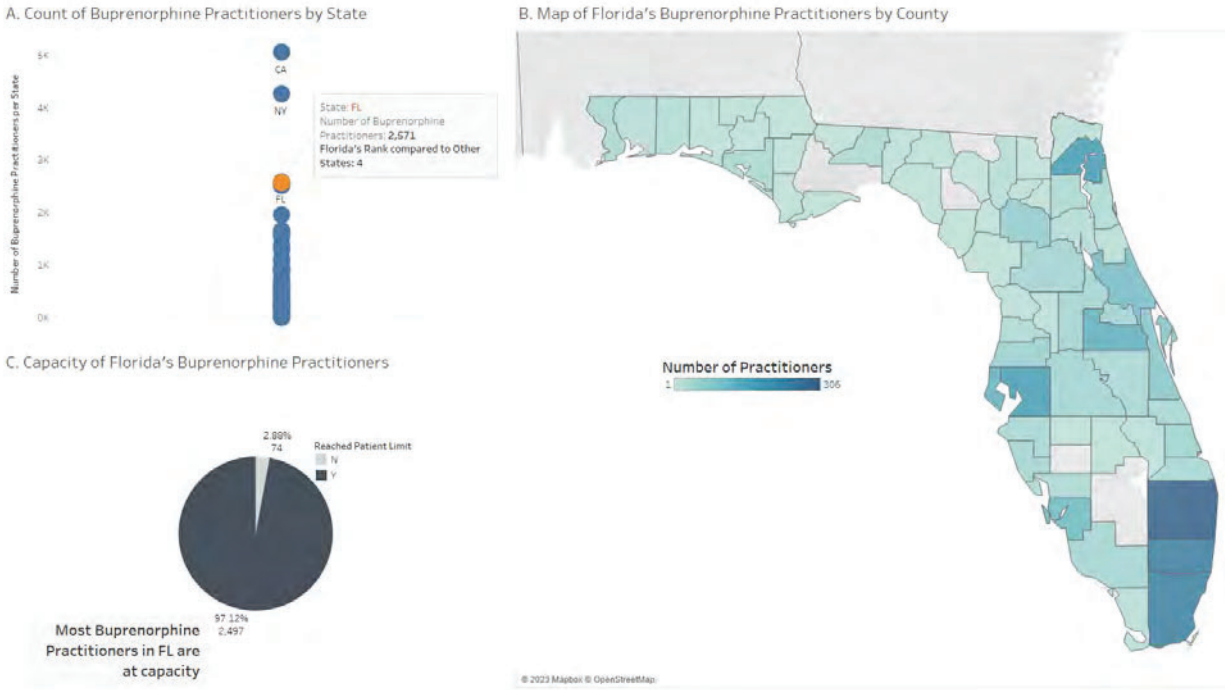 A. Count of Buprenorphine Practitioners by State
Number of Buprenorphine Practitioners per State
5K
4K
3K
2K
1K
0K
CA
NY
FL
State: FL
Number of Buprenorphine
Practitioners: 2,571
Florida's Rank compared to Other
States: 4
B. Map of Florida's Buprenorphine Practitioners by County
Number of Practitioners
1
306
© 2023 Mapbox © OpenStreetMap
C. Capacity of Florida's Buprenorphine Practitioners
2.88%
74
Reached Patient Limit
N
Y
97.12%
2,497
Most Buprenorphine
Practitioners in FL are
at capacity